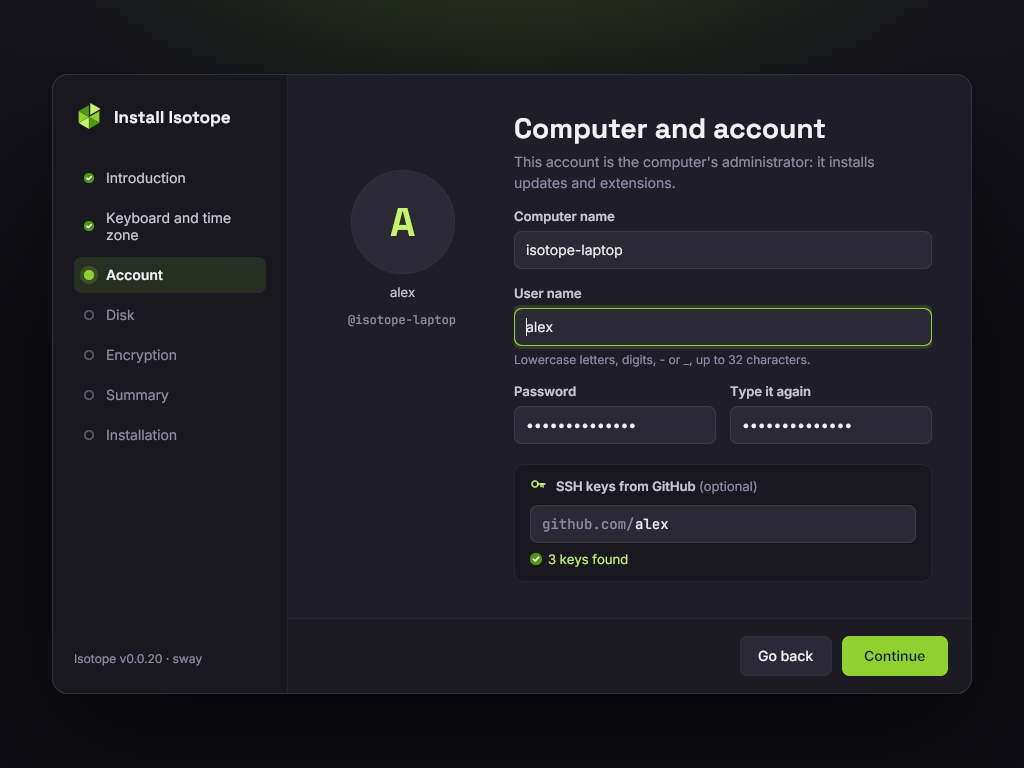 Install Isotope
Introduction
Keyboard and time
zone
Account
Disk
Encryption
Summary
Installation
Isotope v0.0.20 · sway
A
alex
@isotope-laptop
Computer and account
This account is the computer's administrator: it installs
updates and extensions.
Computer name
isotope-laptop
User name
alex
Lowercase letters, digits, - or _, up to 32 characters.
Password
Type it again
••••••••••••••
••••••••••••••
SSH keys from GitHub (optional)
github.com/alex
3 keys found
Go back
Continue